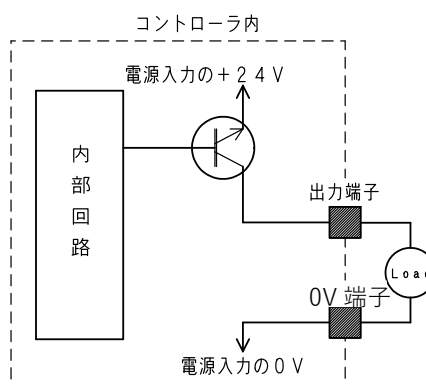 コントローラ内
電源入力の＋２４Ｖ
内部回路
出力端子
Load
0V 端子
電源入力の０Ｖ